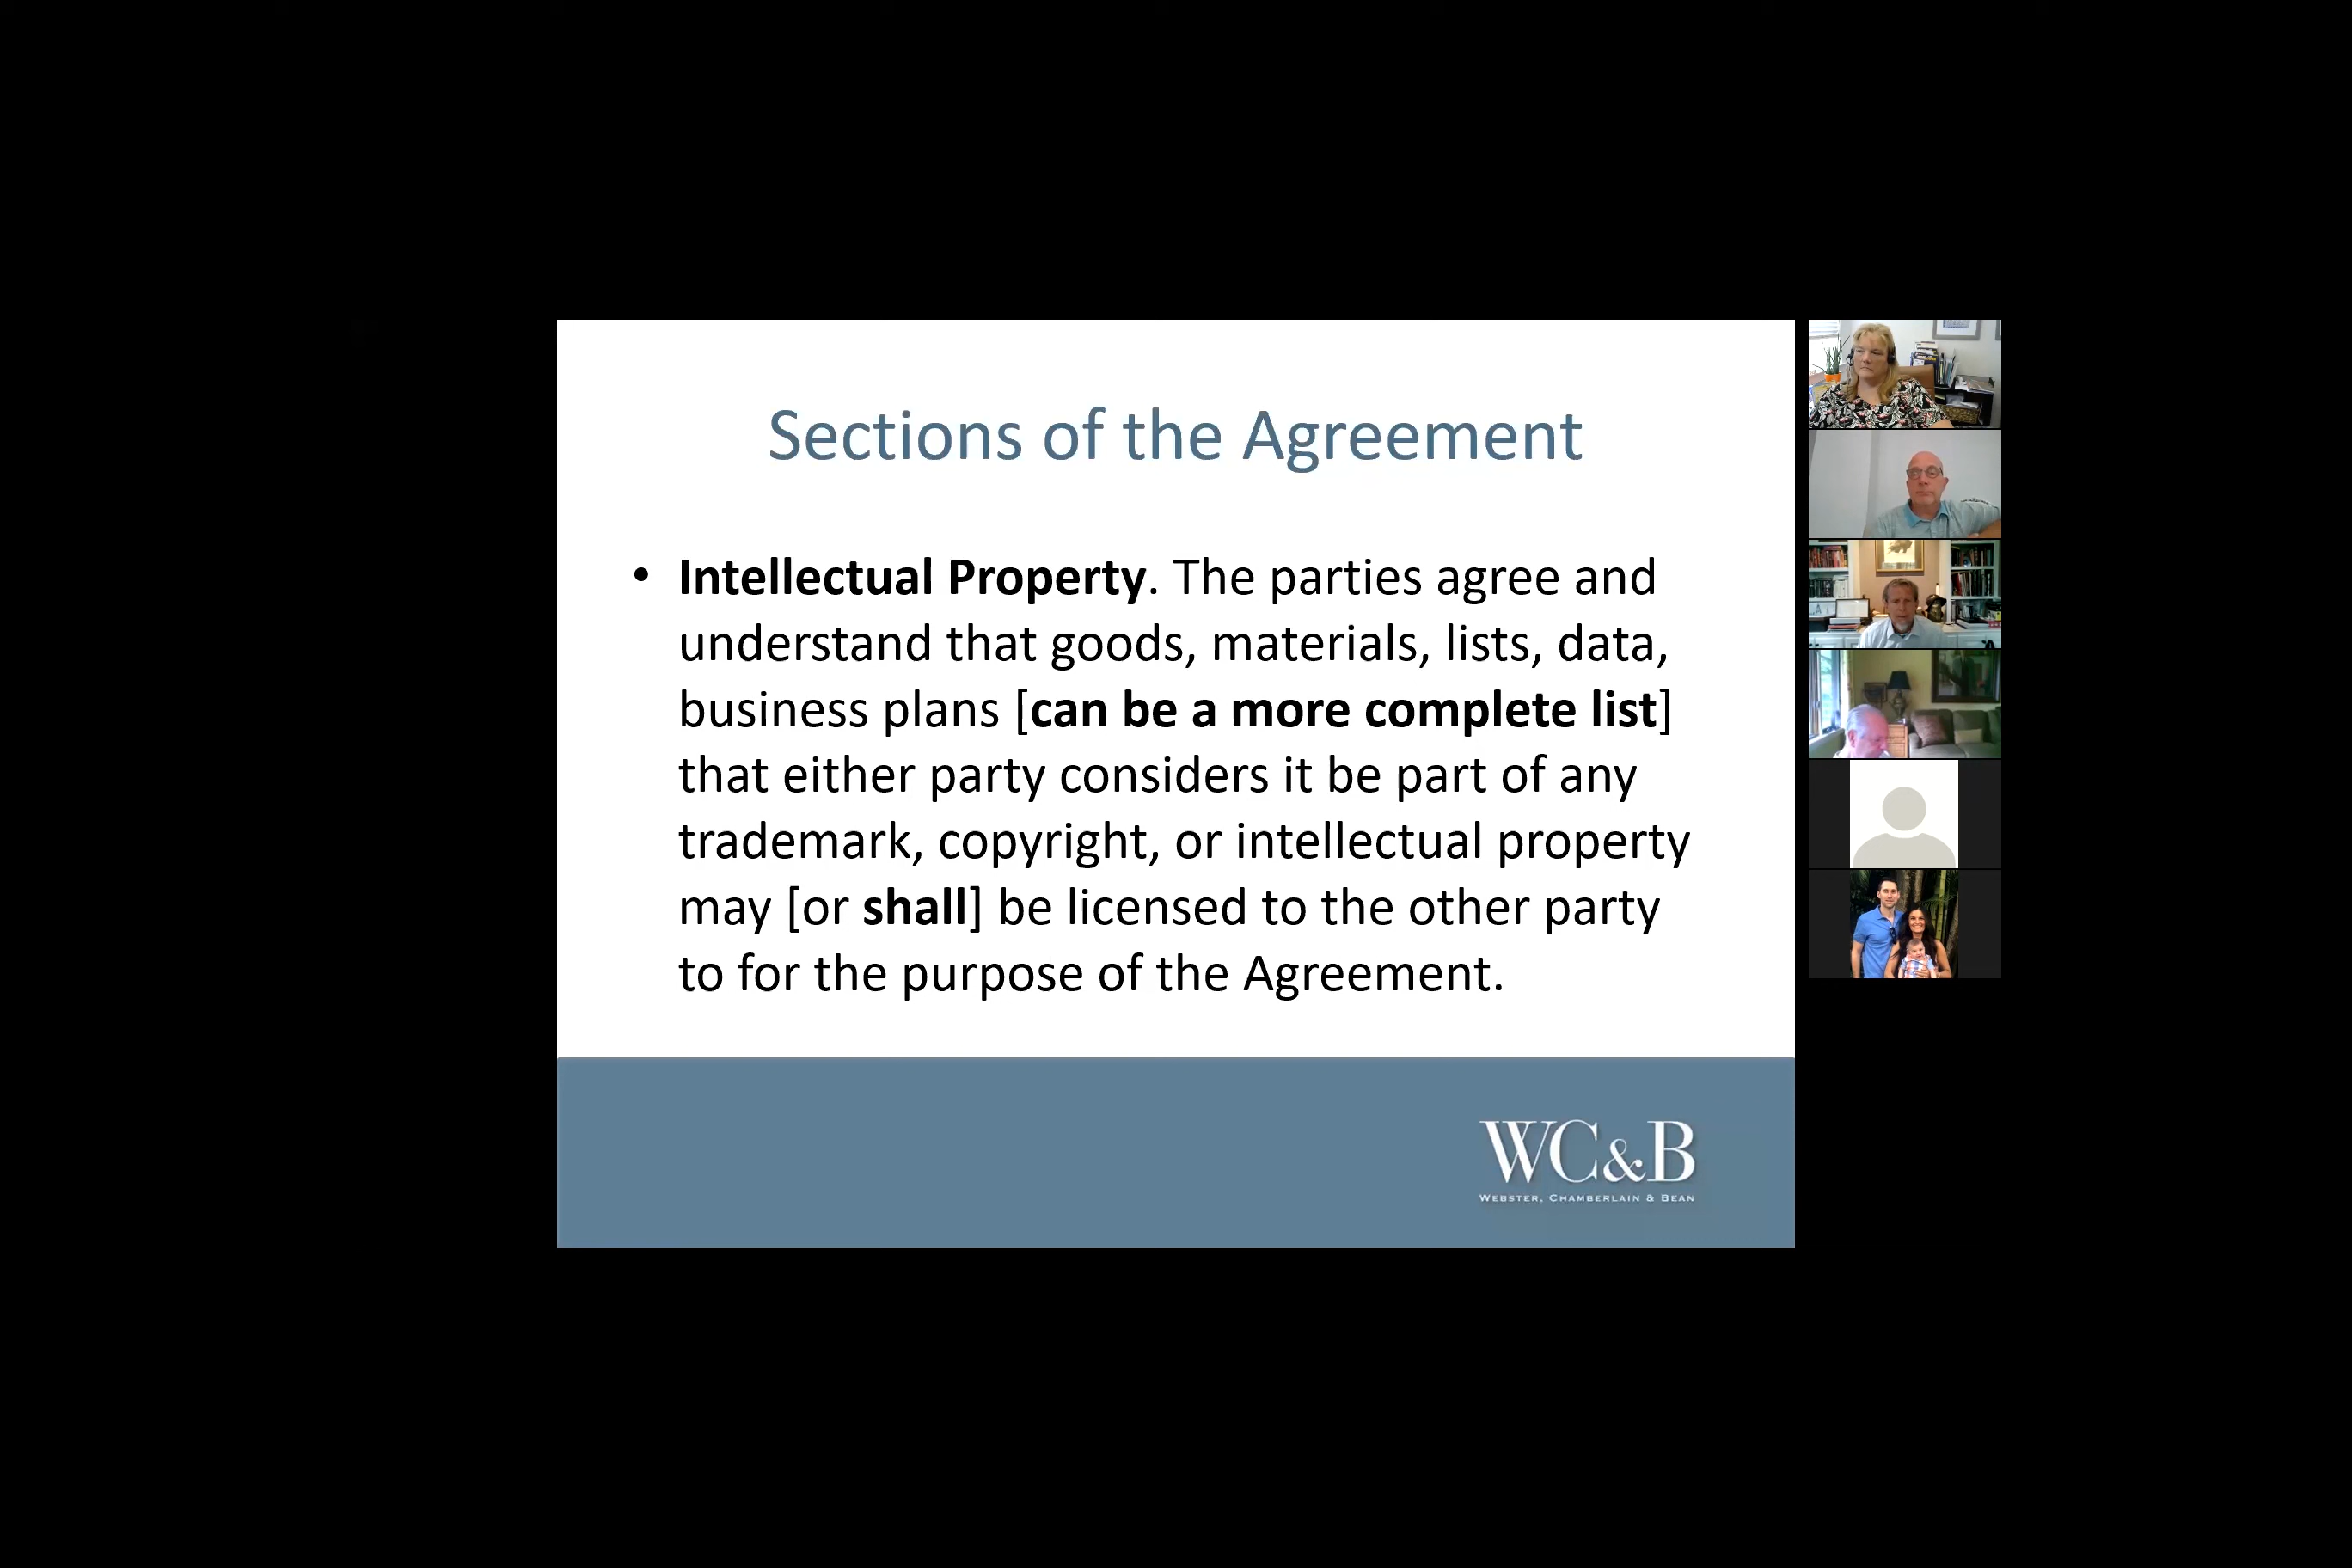 Sections of the Agreement
• Intellectual Property. The parties agree and
understand that goods, materials, lists, data,
business plans [can be a more complete list]
that either party considers it be part of any
trademark, copyright, or intellectual property
may [or shall] be licensed to the other party
to for the purpose of the Agreement.
WC&B
WEBSTER, CHAMBERLAIN & BEAN